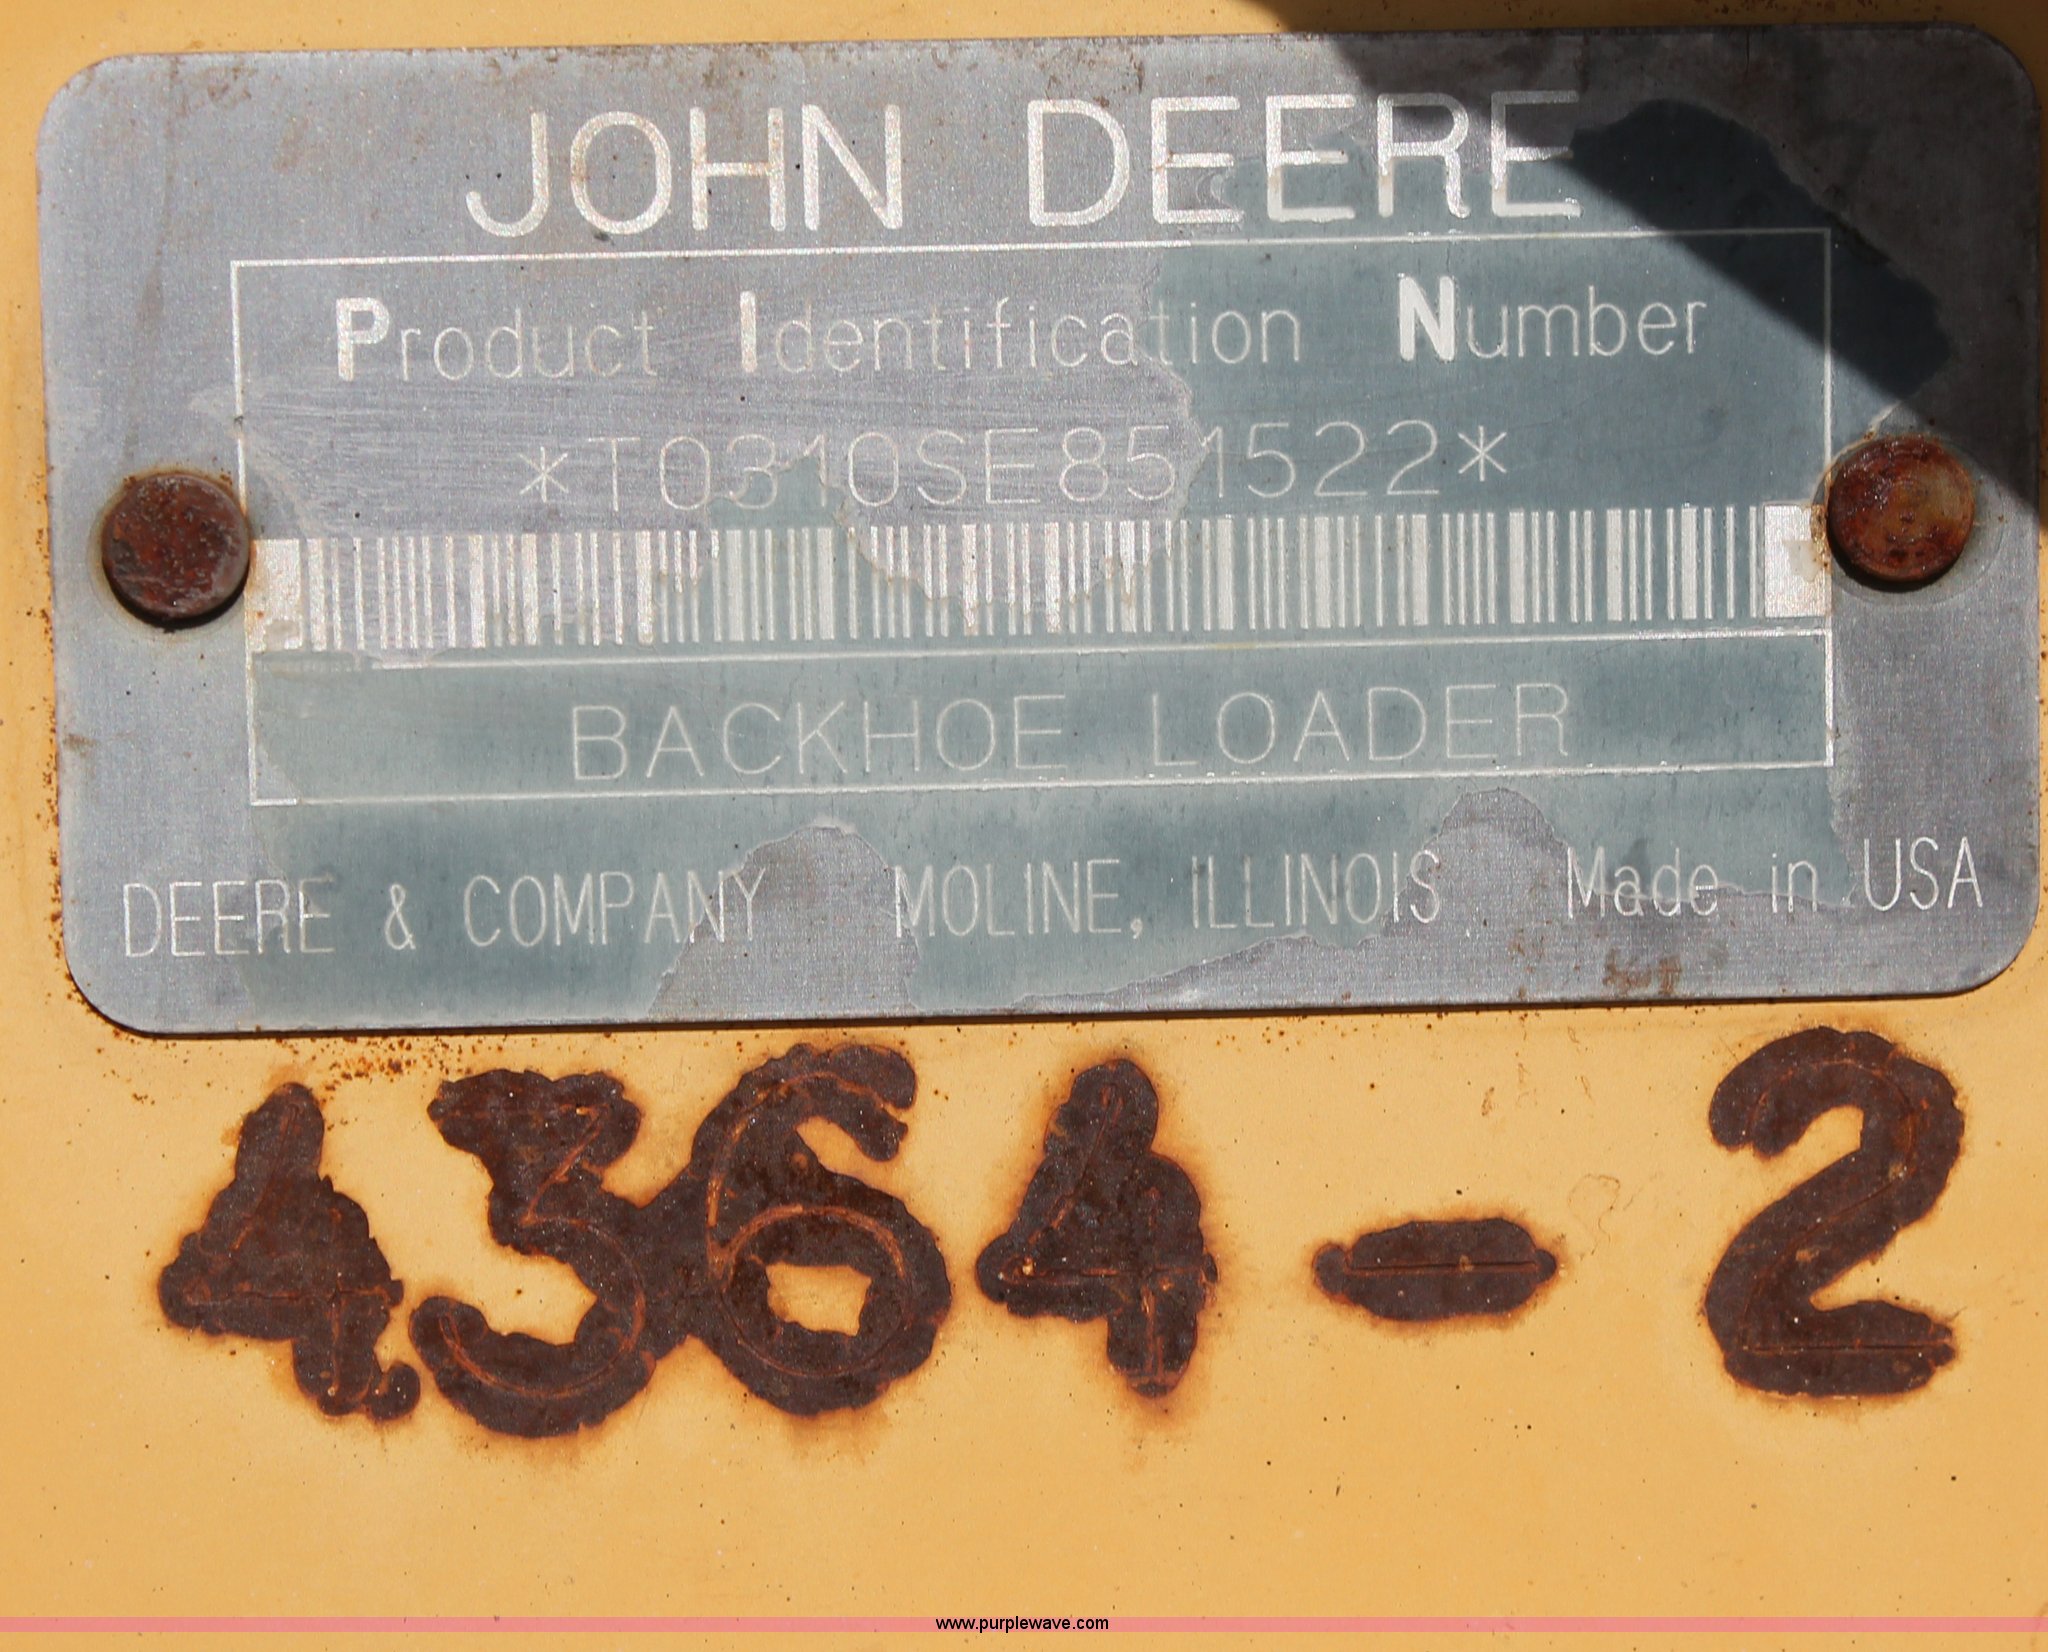 JOHN DEERE
Product Identification Number
*T0310SE851522*
BACKHOE LOADER
DEERE & COMPANY MOLINE, ILLINOIS Made in USA
4364-2
www.purplewave.com